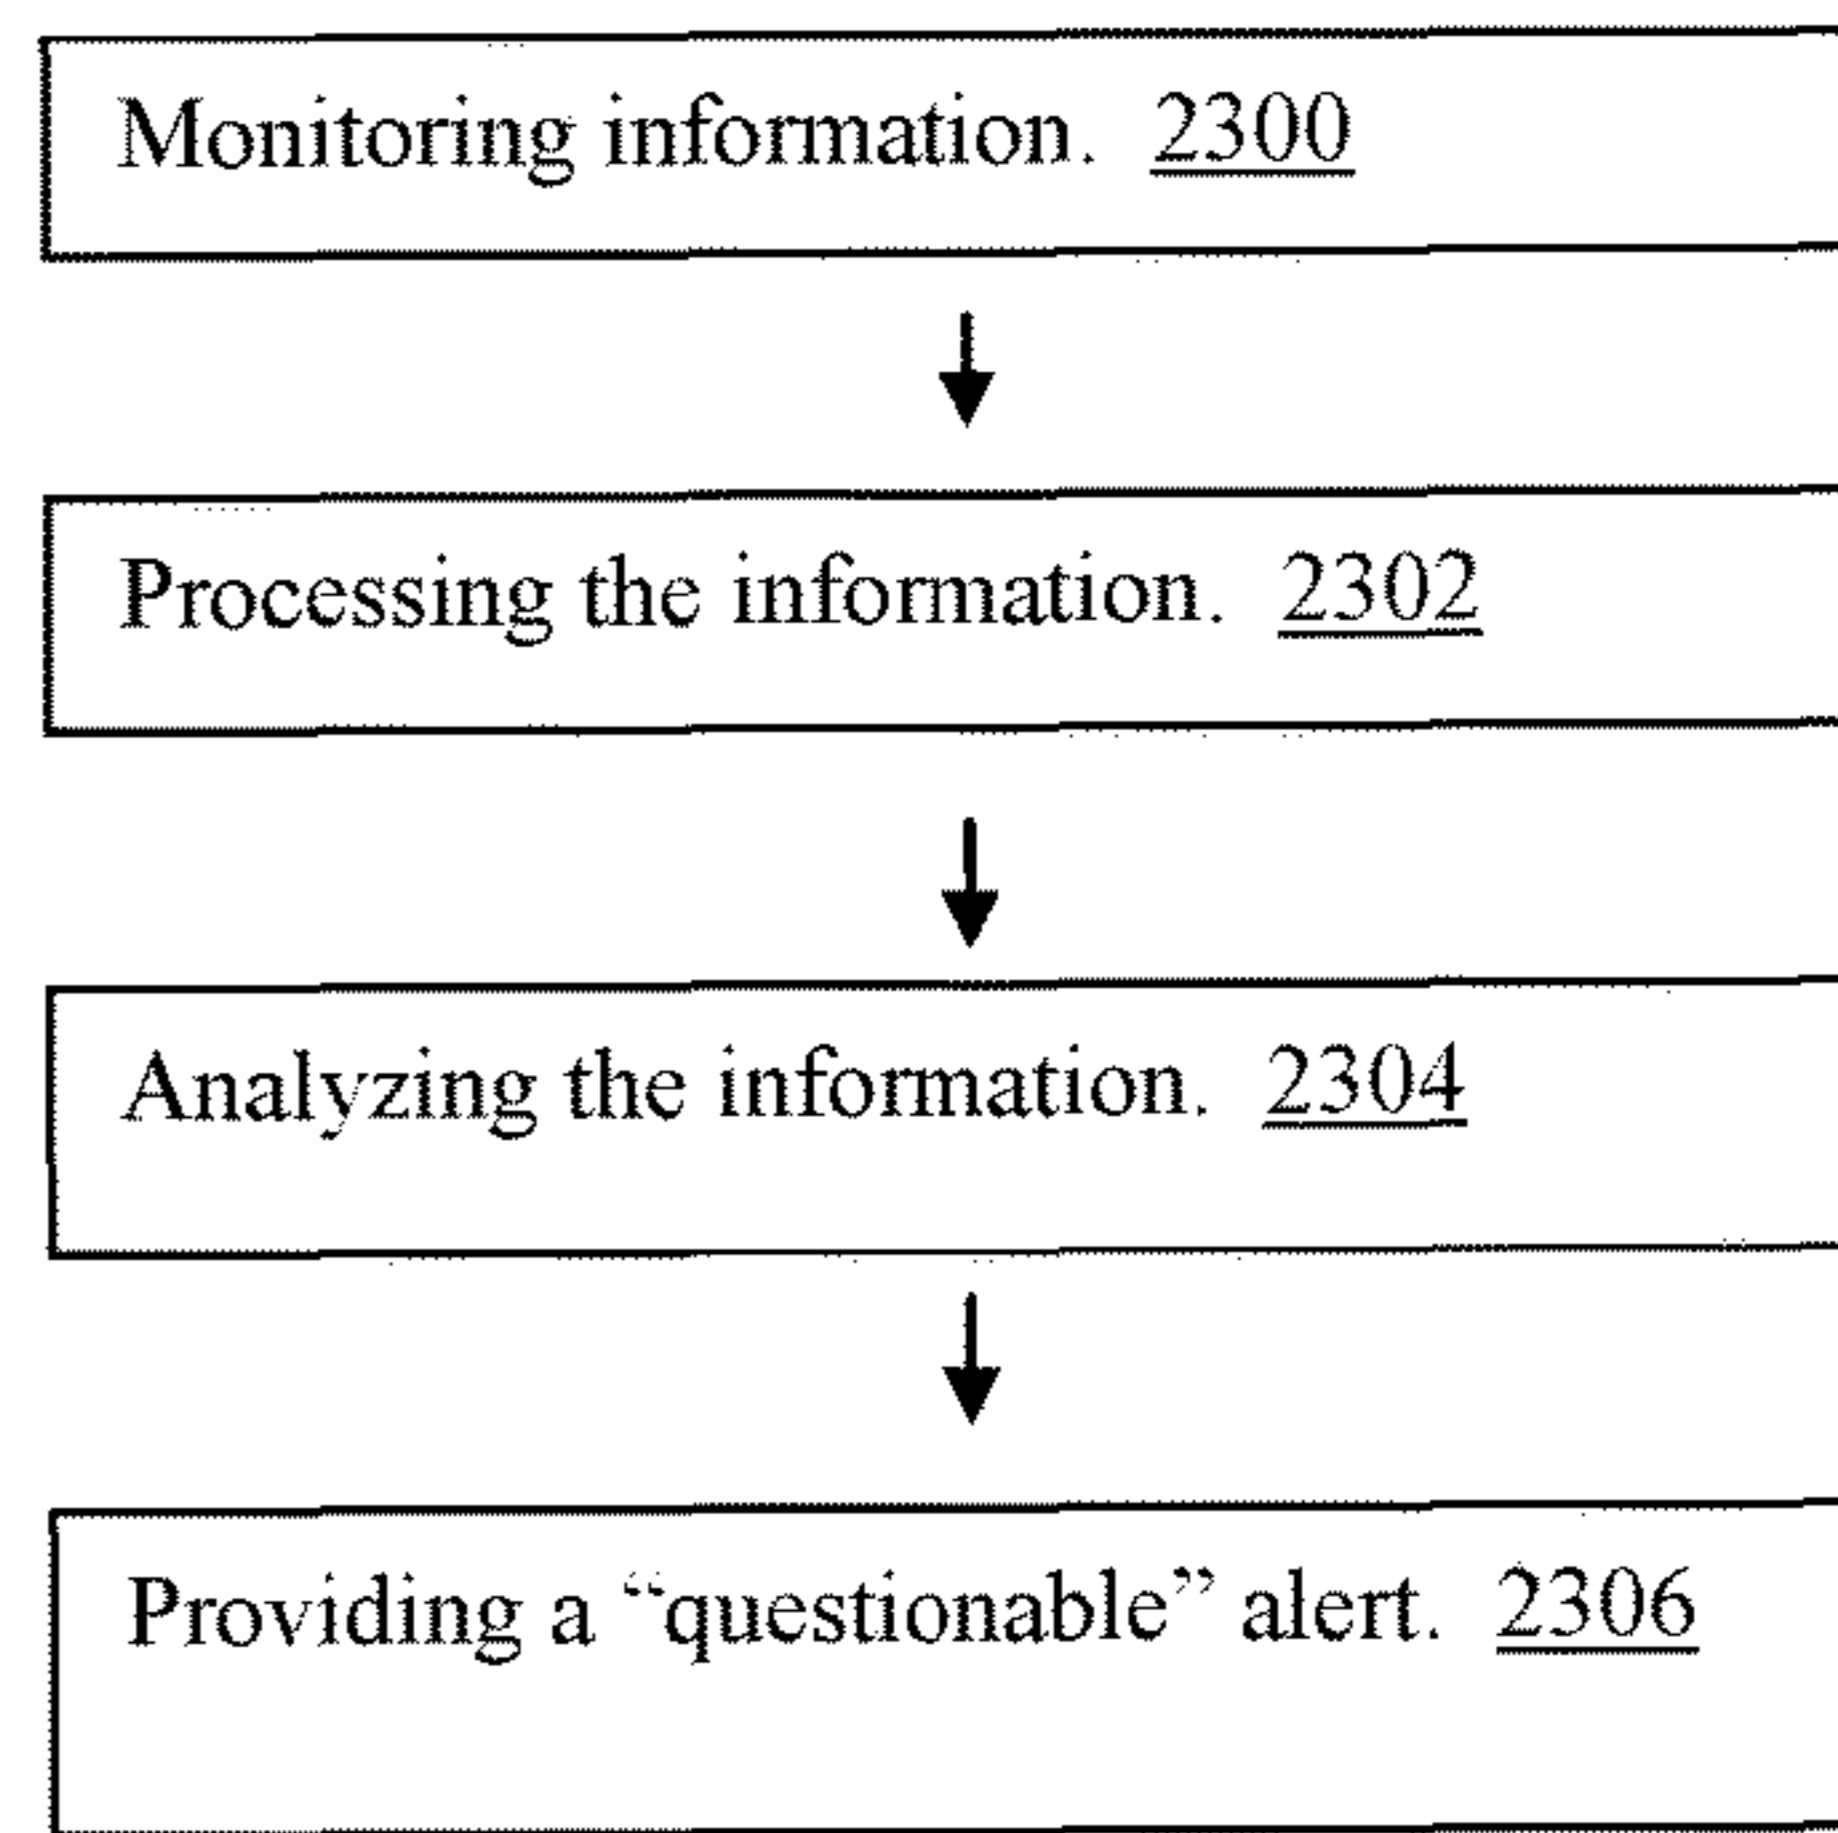 Monitoring information. 2300
Processing the information. 2302
Analyzing the information. 2304
Providing a “questionable” alert. 2306